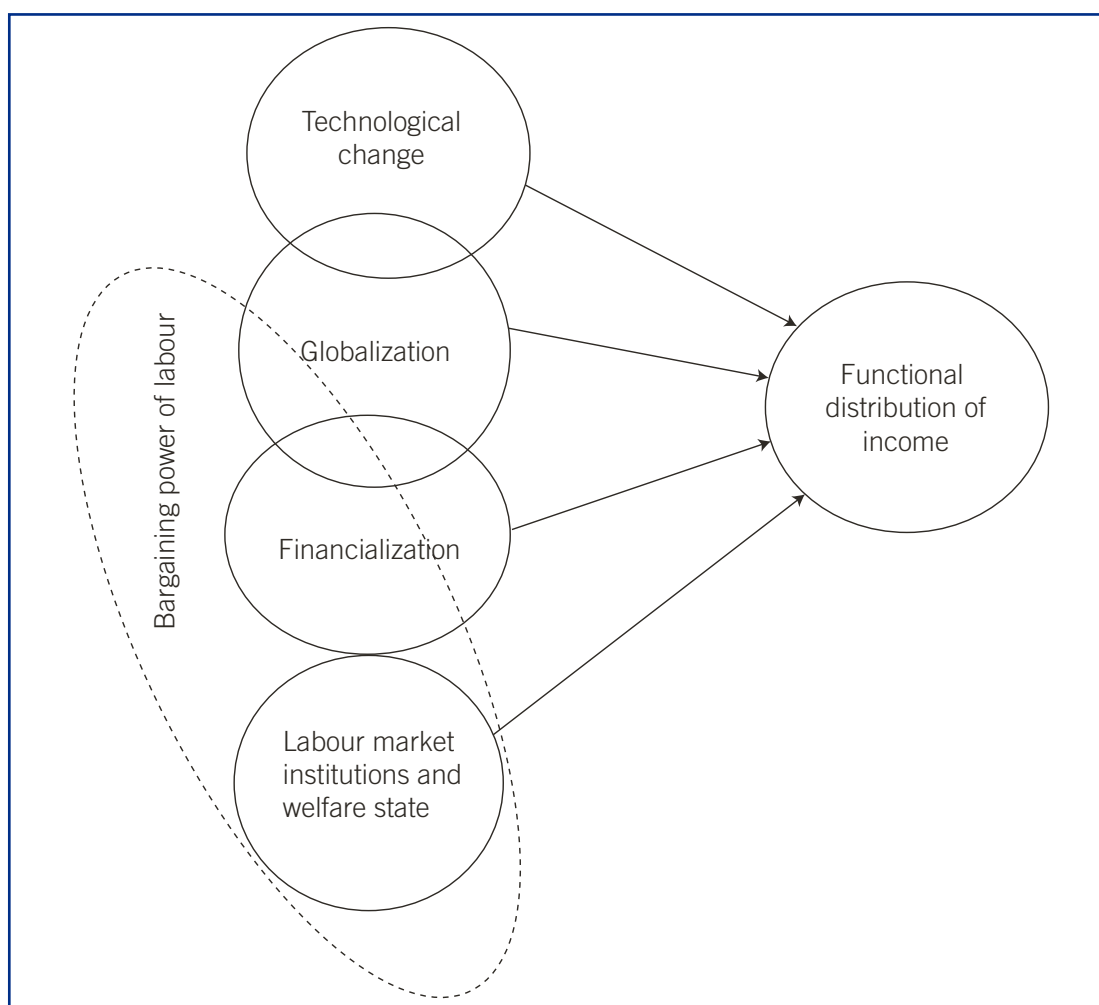 Technological
change
Globalization
Bargaining power of labour
Financialization
Labour market
institutions and
welfare state
Functional
distribution of
income